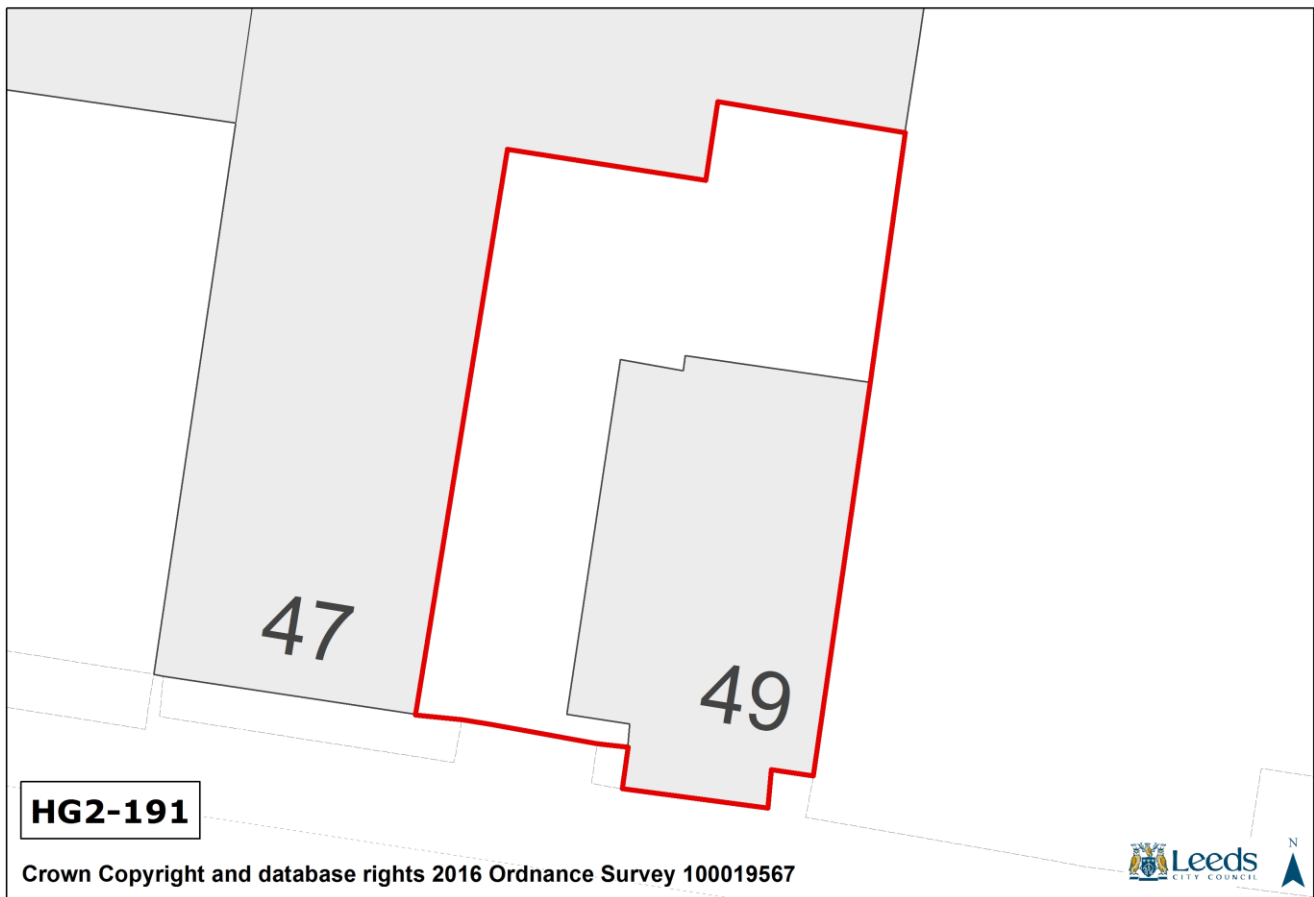 47
49
HG2-191
Crown Copyright and database rights 2016 Ordnance Survey 100019567
Leeds
CITY COUNCIL
N